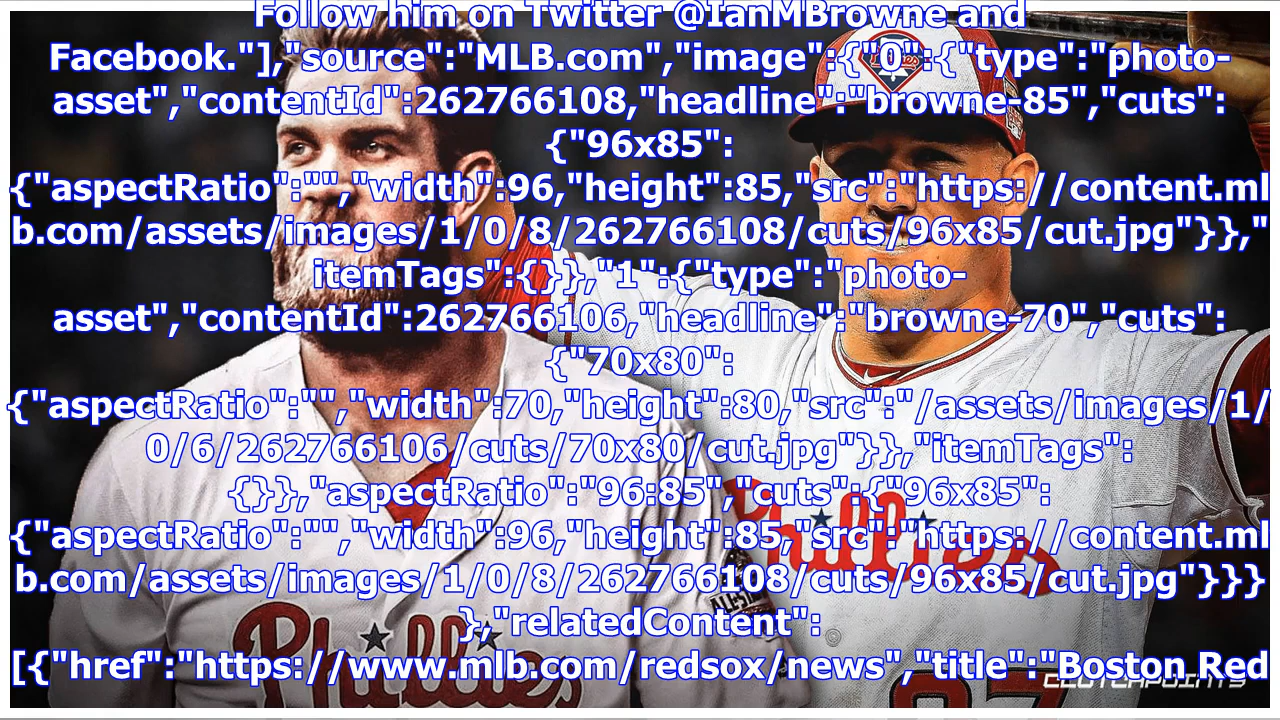 Follow him on Twitter @IanMBrowne and
Facebook."],"source":"MLB.com","image":{"0":{"type":"photo-
asset","contentId":262766108,"headline":"browne-85","cuts":
{"96x85":
{"aspectRatio":"","width":96,"height":85,"src":"https://content.ml
b.com/assets/images/1/0/8/262766108/cuts/96x85/cut.jpg"}},"
itemTags":{}},"1":{"type":"photo-
asset","contentId":262766106,"headline":"browne-70","cuts":
{"70x80":
{"aspectRatio":"","width":70,"height":80,"src":"/assets/images/1/
0/6/262766106/cuts/70x80/cut.jpg"}},"itemTags":
{}},"aspectRatio":"96:85","cuts":{"96x85":
{"aspectRatio":"","width":96,"height":85,"src":"https://content.ml
b.com/assets/images/1/0/8/262766108/cuts/96x85/cut.jpg"}}}
},"relatedContent":
[{"href":"https://www.mlb.com/redsox/news","title":"Boston Red
Phillies
Phillies
27
CLUTCHPOINTS